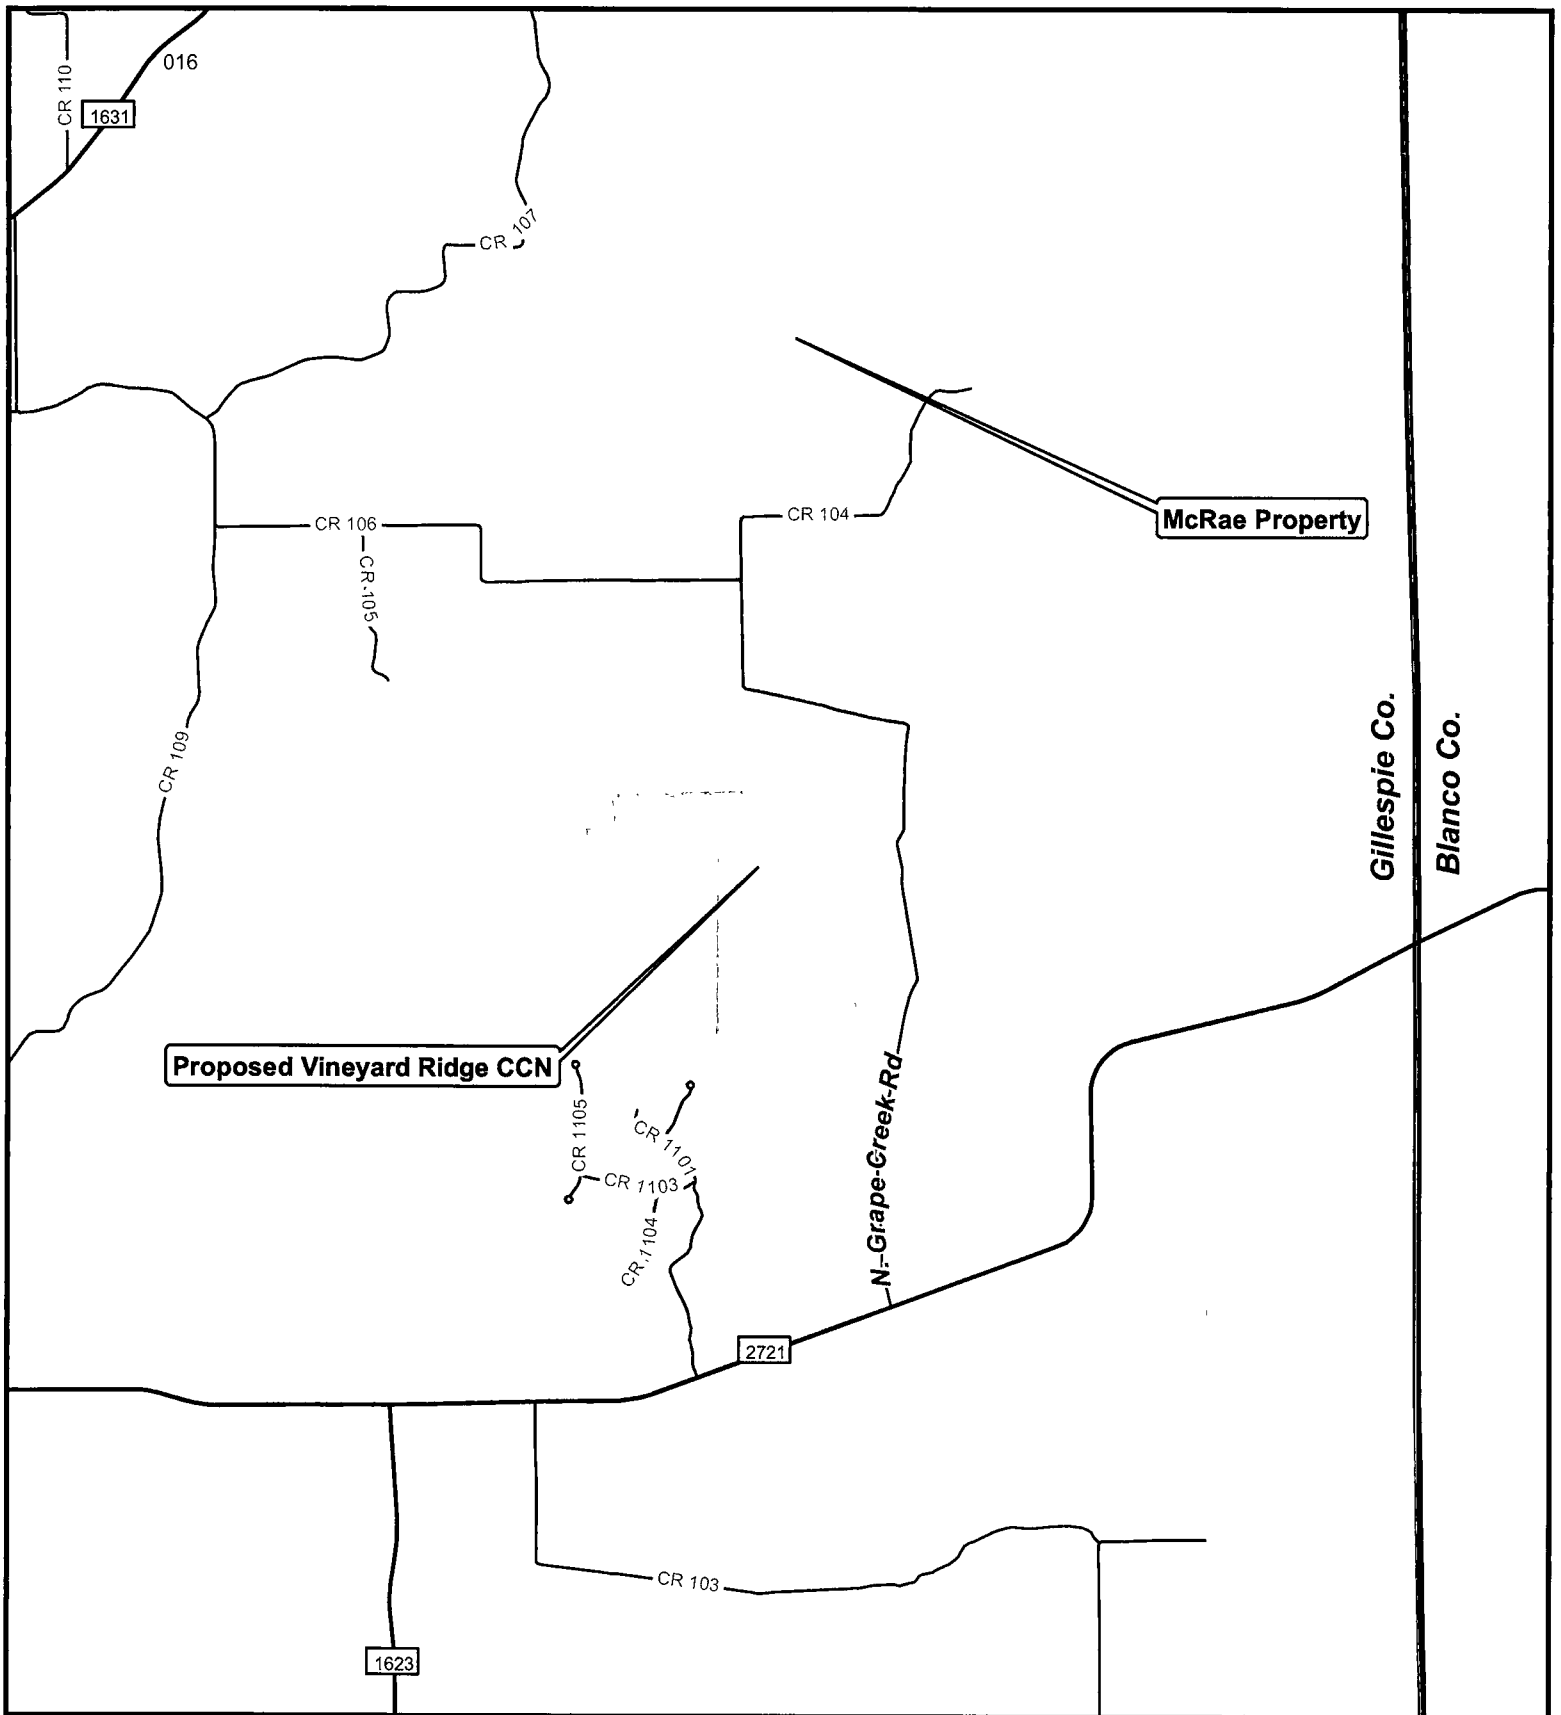 016
CR 110
1631
CR 107
CR 104
McRae Property
CR 106
CR 105
Gillespie Co.
Blanco Co.
CR 109
Proposed Vineyard Ridge CCN
CR 1105
CR 1101
CR 1103
CR 1104
N. Grape Creek Rd
2721
CR 103
1623